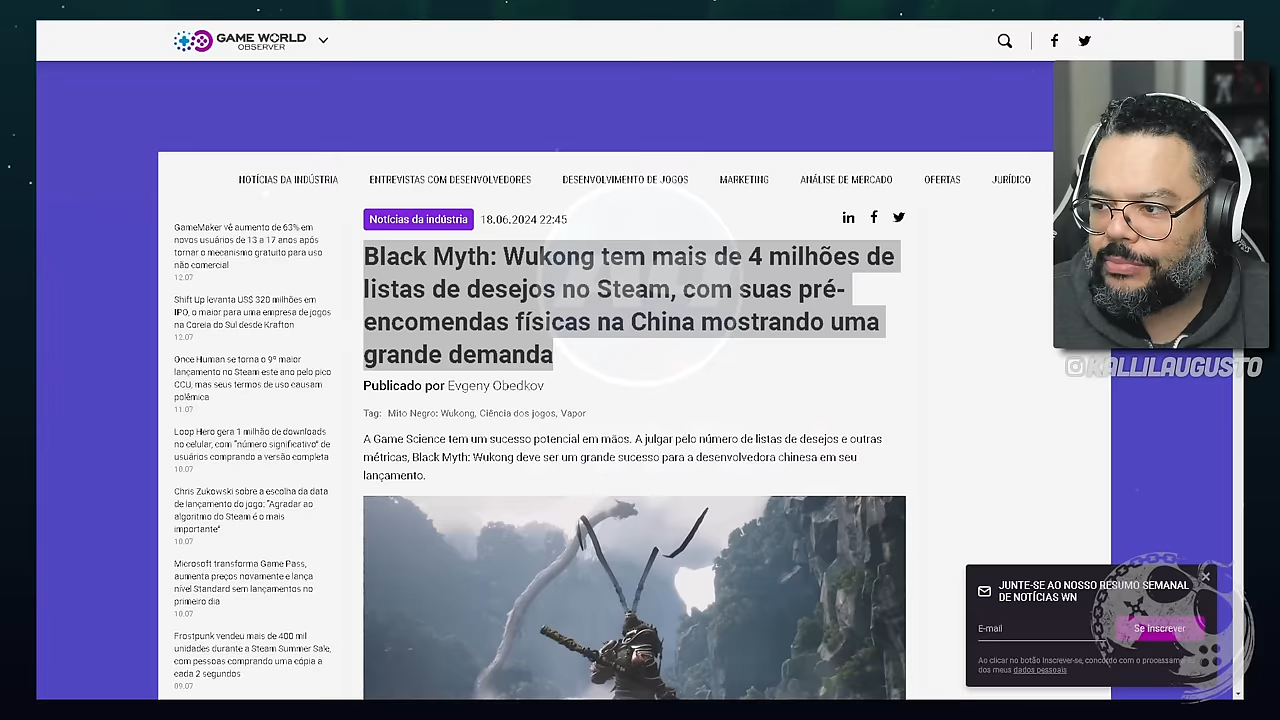 GAME WORLD
OBSERVER
NOTÍCIAS DA INDÚSTRIA
ENTREVISTAS COM DESENVOLVEDORES
DESENVOLVIMENTO DE JOGOS
MARKETING
ANÁLISE DE MERCADO
OFERTAS
JURÍDICO
GameMaker vê aumento de 63% em
novos usuários de 13 a 17 anos após
tornar o mecanismo gratuito para uso
não comercial
12.07
Shift Up levanta US$ 320 milhões em
IPO, o maior para uma empresa de jogos
na Coreia do Sul desde Krafton
12.07
Once Human se torna o 9º maior
lançamento no Steam este ano pelo pico
CCU, mas seus termos de uso causam
polêmica
11.07
Loop Hero gera 1 milhão de downloads
no celular, com "número significativo" de
usuários comprando a versão completa
10.07
Chris Zukowski sobre a escolha da data
de lançamento do jogo: "Agradar ao
algoritmo do Steam é o mais
importante"
10.07
Microsoft transforma Game Pass,
aumenta preços novamente e lança
nível Standard sem lançamentos no
primeiro dia
10.07
Frostpunk vendeu mais de 400 mil
unidades durante a Steam Summer Sale,
com pessoas comprando uma cópia a
cada 2 segundos
09.07
Notícias da indústria 18.06.2024 22:45
Black Myth: Wukong tem mais de 4 milhões de
listas de desejos no Steam, com suas pré-
encomendas físicas na China mostrando uma
grande demanda
Publicado por Evgeny Obedkov
Tag: Mito Negro: Wukong, Ciência dos jogos, Vapor
A Game Science tem um sucesso potencial em mãos. A julgar pelo número de listas de desejos e outras
métricas, Black Myth: Wukong deve ser um grande sucesso para a desenvolvedora chinesa em seu
lançamento.
@KALLILAUGUSTO
JUNTE-SE AO NOSSO RESUMO SEMANAL
DE NOTÍCIAS WN
E-mail
Se inscrever
Ao clicar no botão Inscrever-se, concordo com o processamento
dos meus dados pessoais